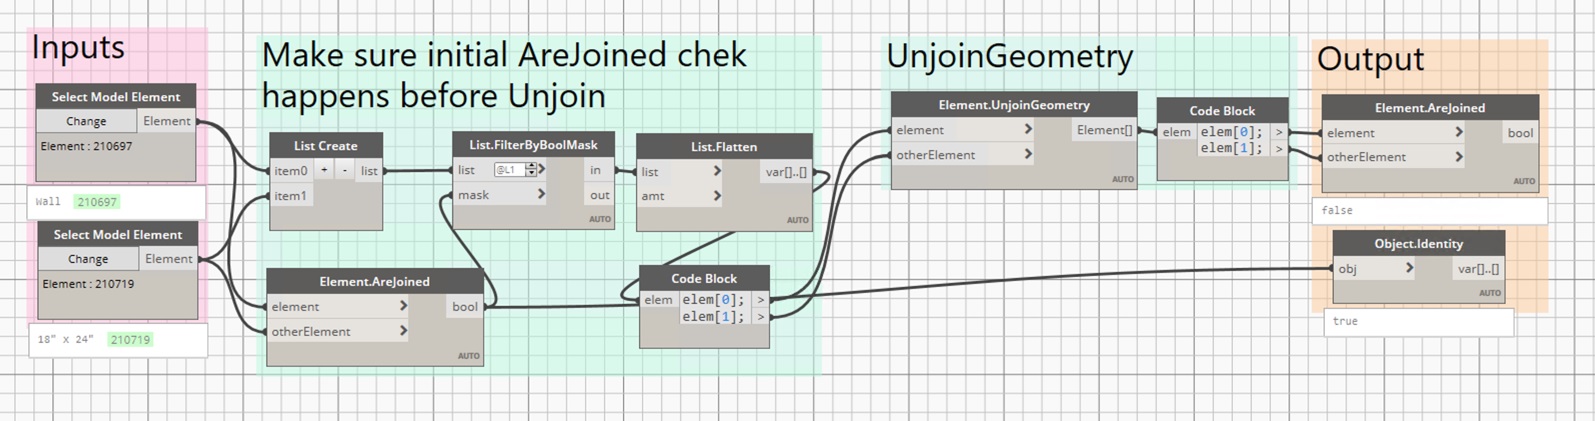 Inputs
Select Model Element
Change
Element
Element : 210697
Wall 210697
Select Model Element
Change
Element
Element : 210719
18" x 24" 210719
Make sure initial AreJoined chek
happens before Unjoin
List Create
item0 + - list
item1
List.FilterByBoolMask
list @L1 > in
mask > out
AUTO
List.Flatten
list > var[]..[]
amt >
AUTO
Element.AreJoined
element > bool
otherElement >
AUTO
Code Block
elem elem[0]; >
elem[1]; >
UnjoinGeometry
Element.UnjoinGeometry
element > Element[]
otherElement >
AUTO
Code Block
elem elem[0]; >
elem[1]; >
Output
Element.AreJoined
element > bool
otherElement >
AUTO
false
Object.Identity
obj > var[]..[]
AUTO
true